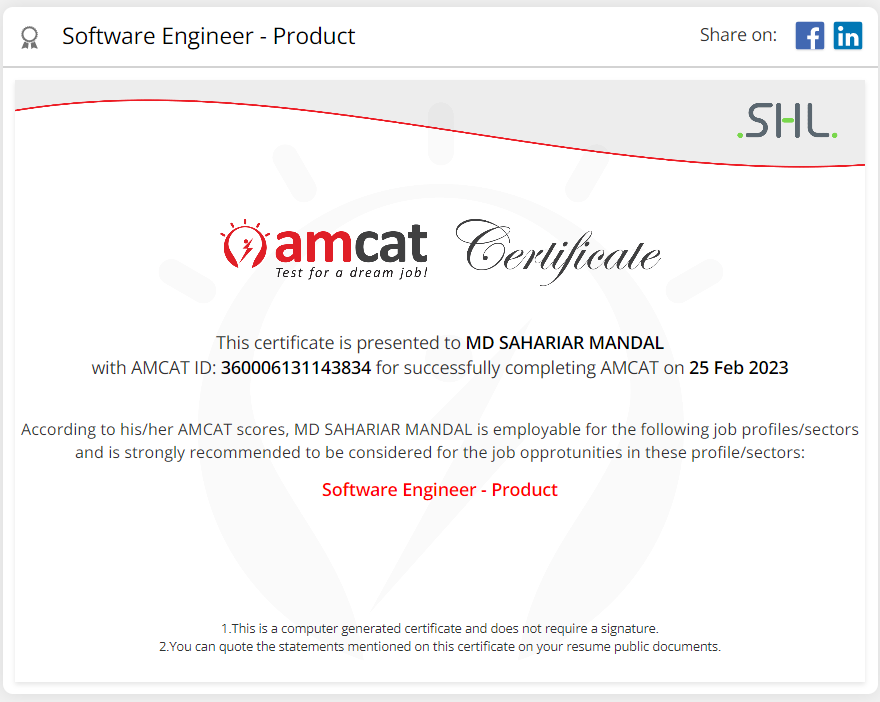 Software Engineer - Product
Share on:
.SHL.
amcat
Test for a dream job!
Certificate
This certificate is presented to MD SAHARIAR MANDAL
with AMCAT ID: 360006131143834 for successfully completing AMCAT on 25 Feb 2023
According to his/her AMCAT scores, MD SAHARIAR MANDAL is employable for the following job profiles/sectors
and is strongly recommended to be considered for the job opprotunities in these profile/sectors:
Software Engineer - Product
1.This is a computer generated certificate and does not require a signature.
2.You can quote the statements mentioned on this certificate on your resume public documents.